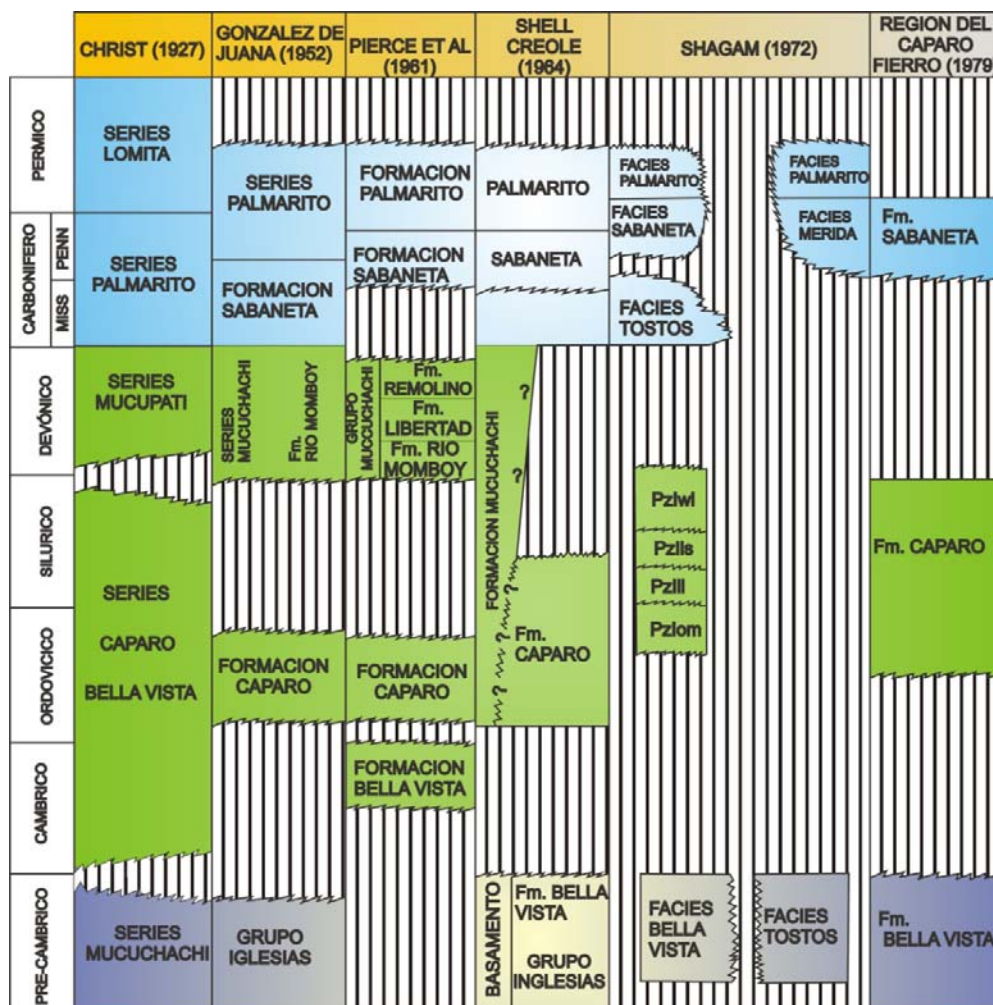 CHRIST (1927)
GONZALEZ DE
JUANA (1952)
PIERCE ET AL
(1961)
SHELL
CREOLE
(1964)
SHAGAM (1972)
REGION DEL
CAPARO
FIERRO (1979)
PERMICO
CARBONIFERO
PENN
MISS
DEVÓNICO
SILURICO
ORDOVICICO
CAMBRICO
PRE-CAMBRICO
SERIES
LOMITA
SERIES
PALMARITO
SERIES
MUCUPATI
SERIES
CAPARO
BELLA VISTA
SERIES
MUCUCHACHI
SERIES
PALMARITO
FORMACION
SABANETA
SERIES
MUCUCHACHI
Fm.
RIO MOMBOY
FORMACION
CAPARO
GRUPO
IGLESIAS
FORMACION
PALMARITO
FORMACION
SABANETA
GRUPO
MUCCUCHACHI
Fm.
REMOLINO
Fm.
LIBERTAD
Fm. RIO
MOMBOY
FORMACION
CAPARO
FORMACION
BELLA VISTA
PALMARITO
SABANETA
FORMACION MUCUCHACHI
?
?
?
?
?
Fm.
CAPARO
BASAMENTO
Fm. BELLA
VISTA
GRUPO
INGLESIAS
FACIES
PALMARITO
FACIES
SABANETA
FACIES
TOSTOS
Pzlwl
Pzlls
Pzlll
Pzlom
FACIES
BELLA
VISTA
FACIES
PALMARITO
FACIES
MERIDA
FACIES
TOSTOS
Fm.
SABANETA
Fm. CAPARO
Fm.
BELLA VISTA